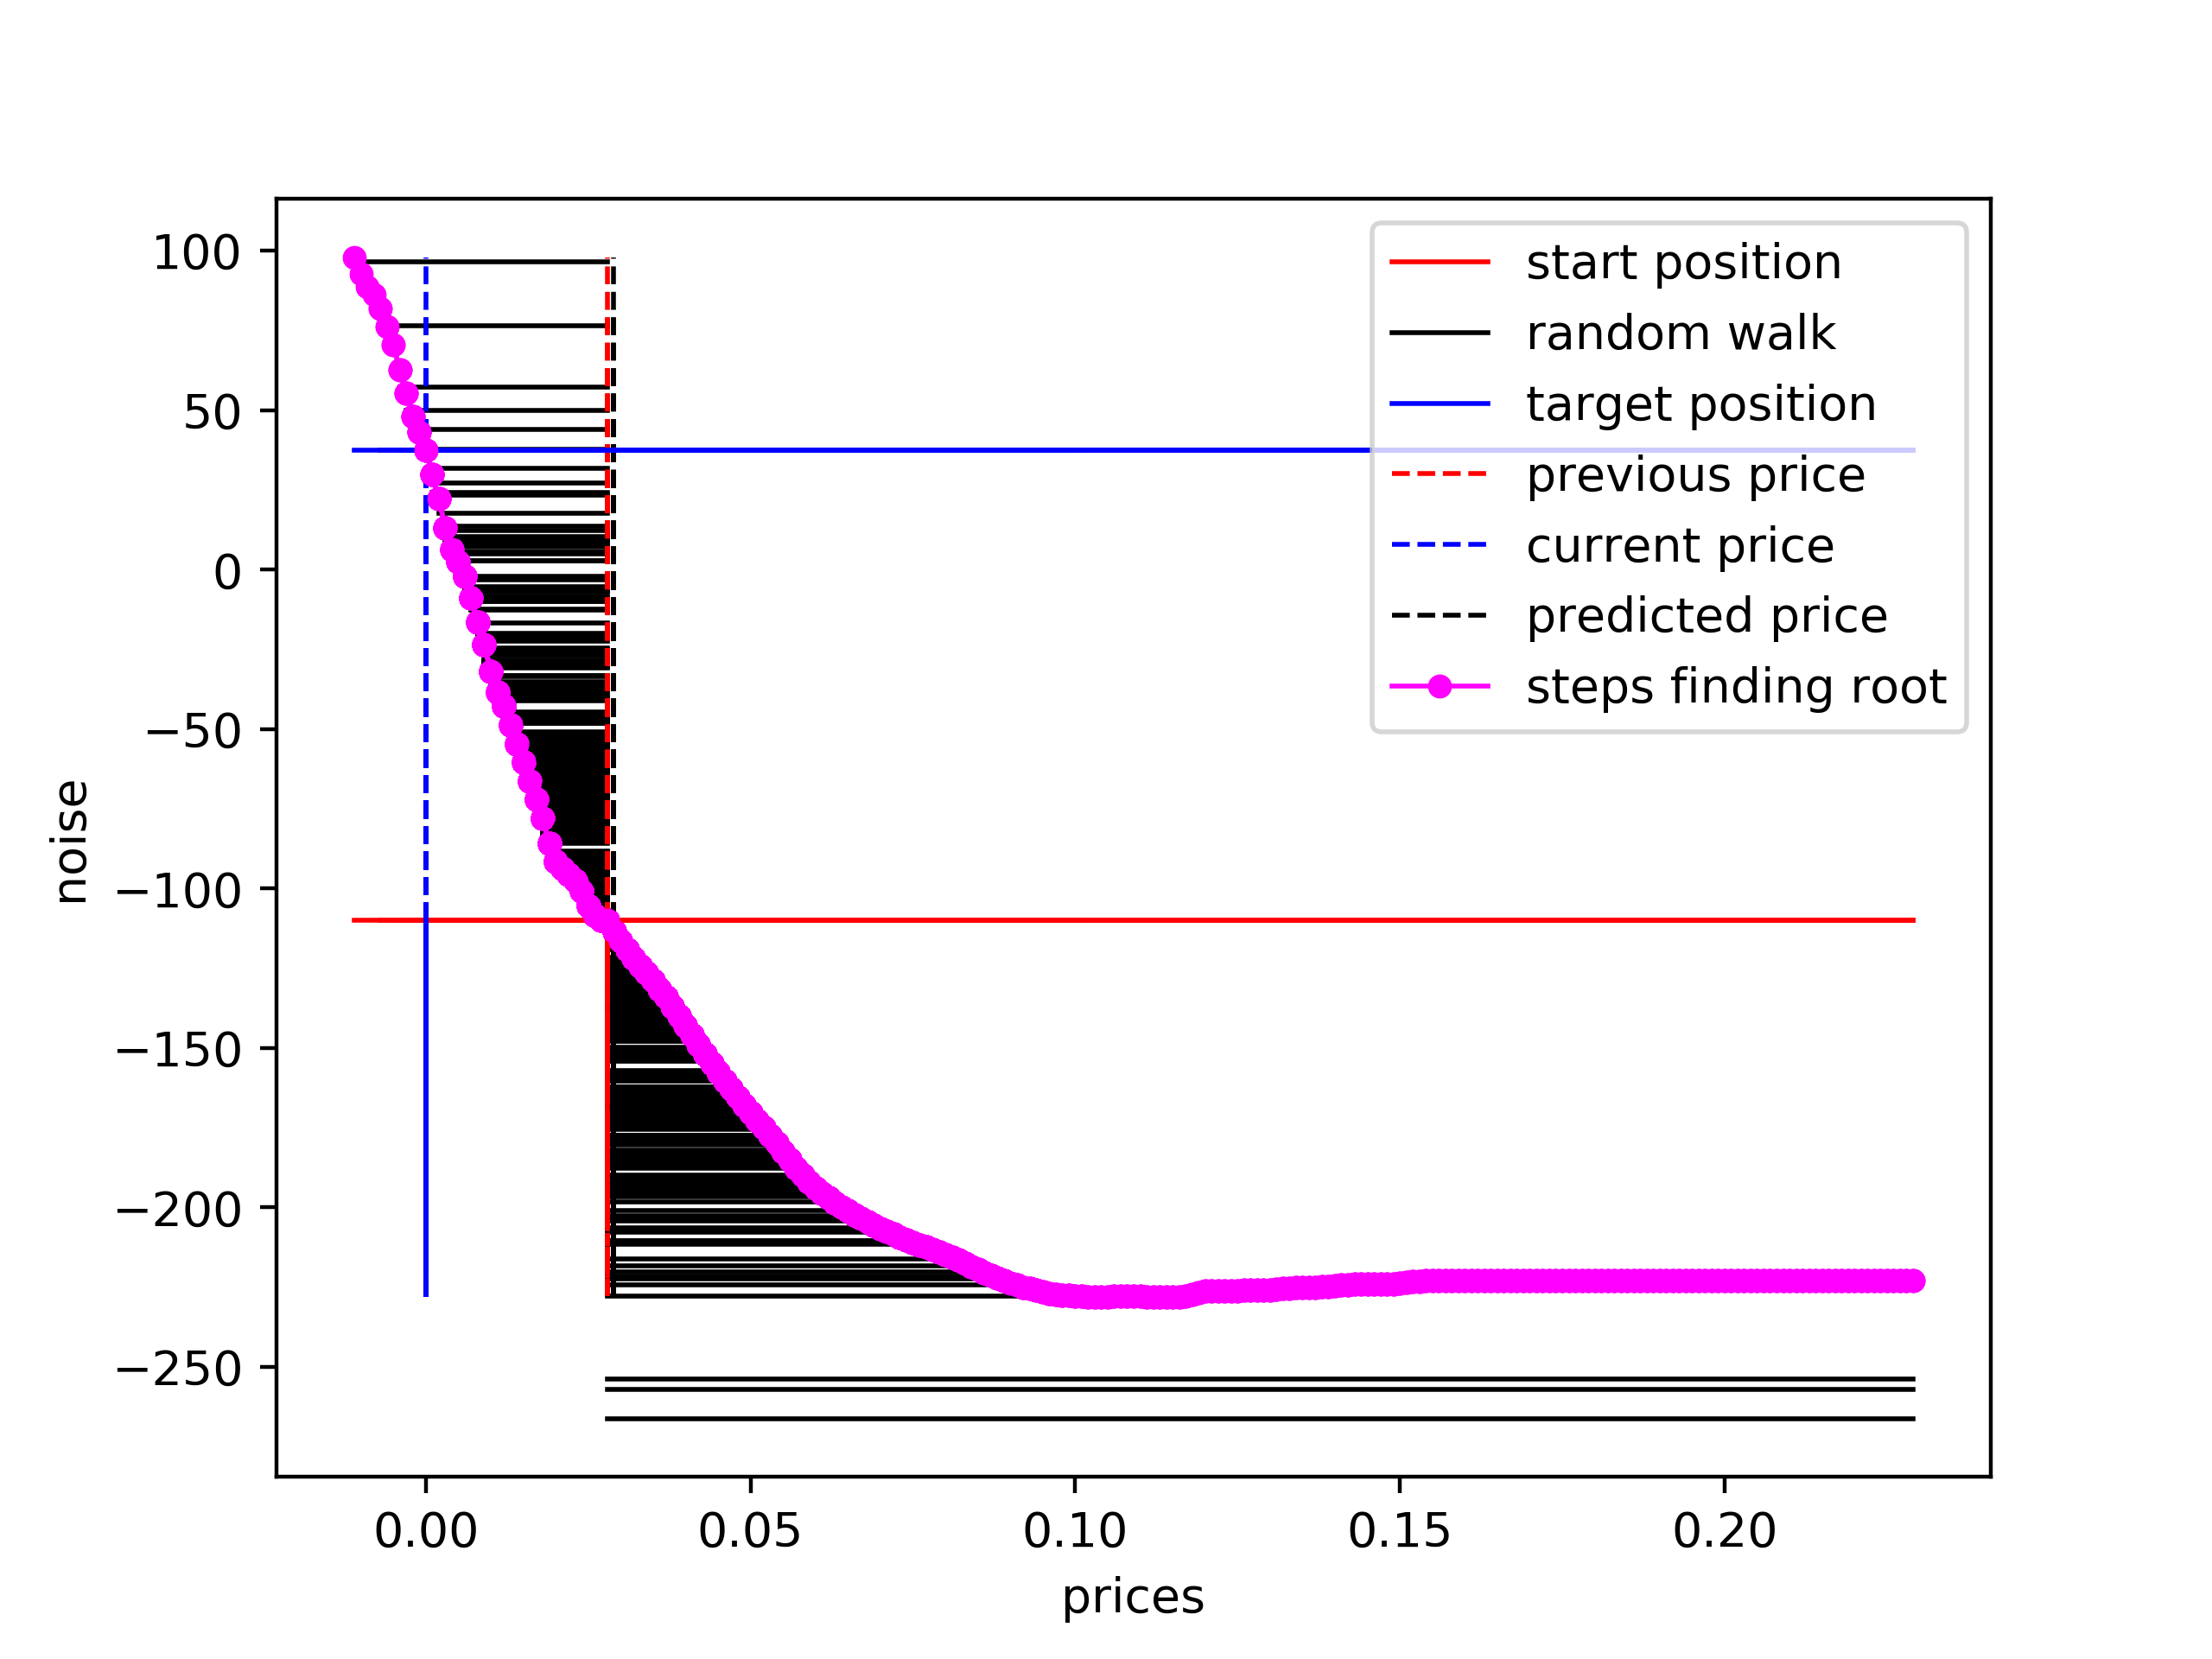 100
50
0
−50
−100
−150
−200
−250
noise
start position
random walk
target position
previous price
current price
predicted price
steps finding root
0.00 0.05 0.10 0.15 0.20
prices